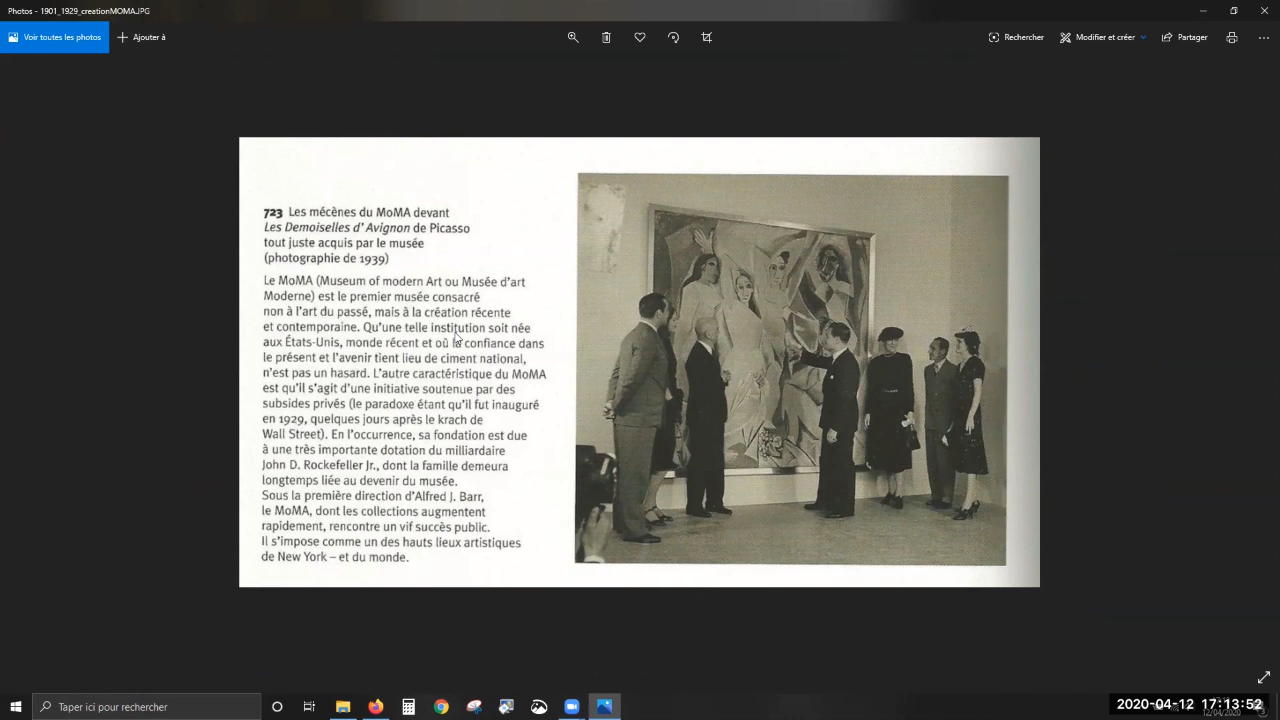 Photos - 1901_1929_creationMOMA.JPG
Voir toutes les photos
Ajouter à
Rechercher
Modifier et créer
Partager
723 Les mécènes du MoMA devant
Les Demoiselles d'Avignon de Picasso
tout juste acquis par le musée
(photographie de 1939)
Le MoMA (Museum of modern Art ou Musée d'art
Moderne) est le premier musée consacré
non à l'art du passé, mais à la création récente
et contemporaine. Qu'une telle institution soit née
aux États-Unis, monde récent et où la confiance dans
le présent et l'avenir tient lieu de ciment national,
n'est pas un hasard. L'autre caractéristique du MoMA
est qu'il s'agit d'une initiative soutenue par des
subsides privés (le paradoxe étant qu'il fut inauguré
en 1929, quelques jours après le krach de
Wall Street). En l'occurrence, sa fondation est due
à une très importante dotation du milliardaire
John D. Rockefeller Jr., dont la famille demeura
longtemps liée au devenir du musée.
Sous la première direction d'Alfred J. Barr,
le MoMA, dont les collections augmentent
rapidement, rencontre un vif succès public.
Il s'impose comme un des hauts lieux artistiques
de New York – et du monde.
Taper ici pour rechercher
2020-04-12 17:13:52
12/04/2020